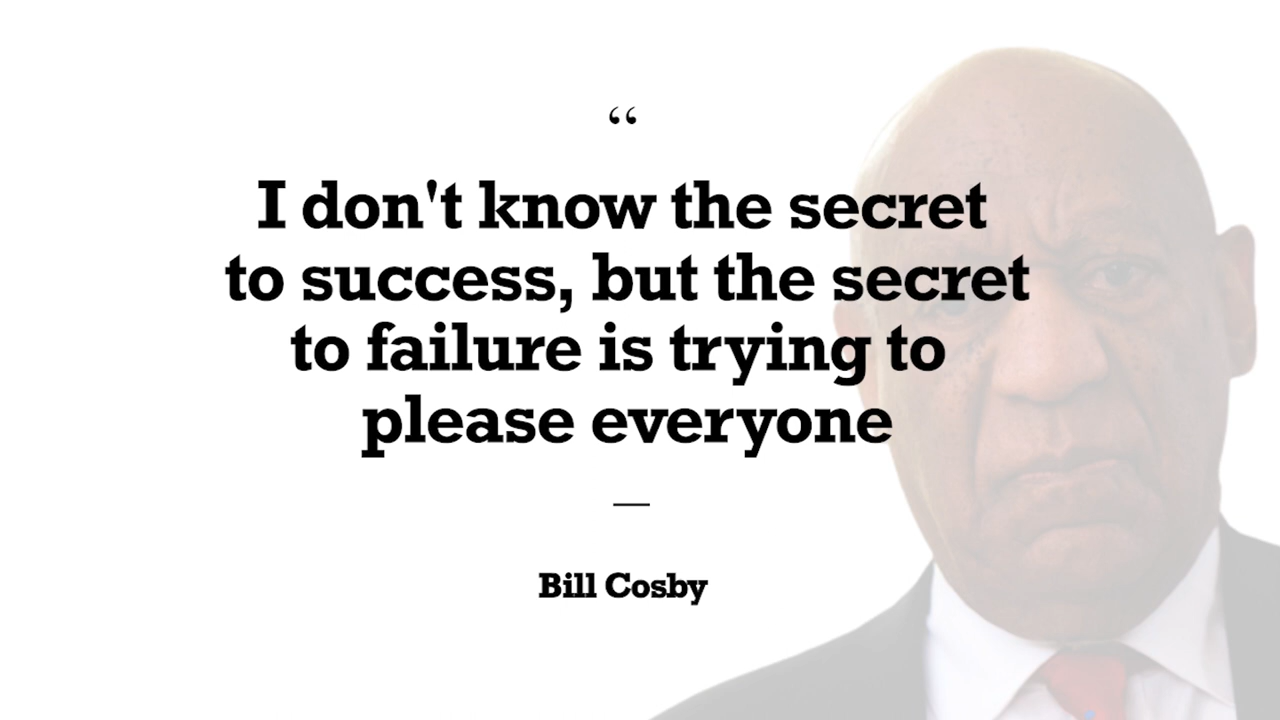 “
I don't know the secret
to success, but the secret
to failure is trying to
please everyone
—
Bill Cosby